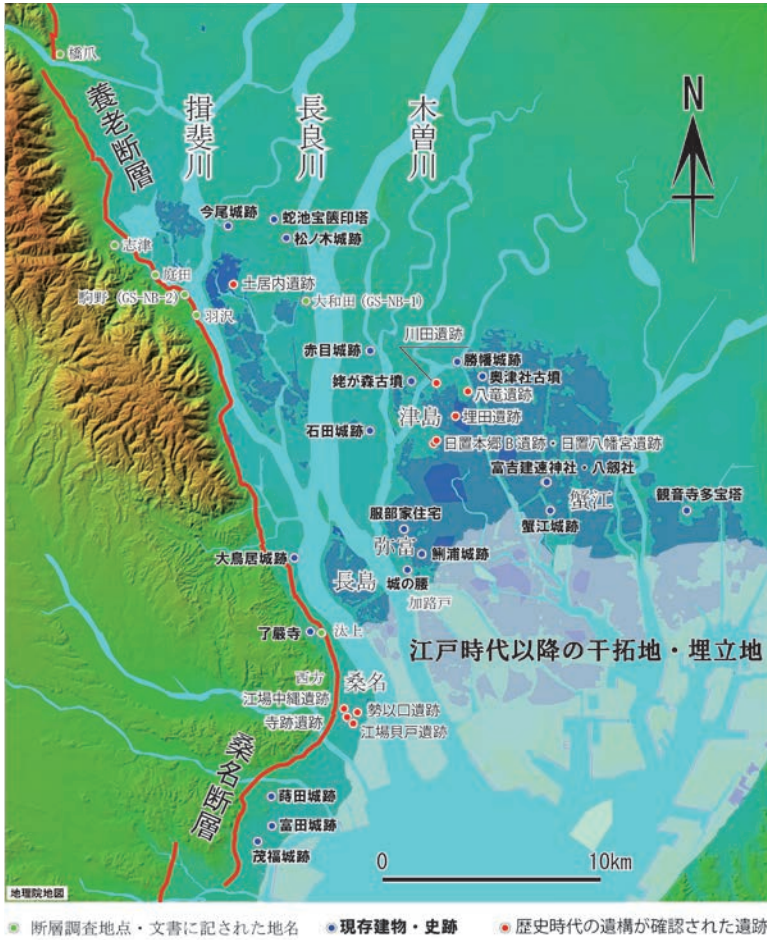 橋爪
養老断層
揖斐川
長良川
木曽川
N
今尾城跡
蛇池宝篋印塔
松ノ木城跡
志津
庭田
土居内遺跡
駒野 (GS-NB-2)
大和田 (GS-NB-1)
羽沢
川田遺跡
赤目城跡
勝幡城跡
姥が森古墳
奥津社古墳
八竜遺跡
津島
埋田遺跡
石田城跡
日置本郷B遺跡・日置八幡宮遺跡
富吉建速神社・八劔社
蟹江
観音寺多宝塔
服部家住宅
蟹江城跡
弥富
大鳥居城跡
鯏浦城跡
長島
城の腰
加路戸
了嚴寺
汰上
江戸時代以降の干拓地・埋立地
西方
桑名
江場中縄遺跡
勢以口遺跡
寺跡遺跡
江場貝戸遺跡
桑名断層
蒔田城跡
富田城跡
茂福城跡
0 10km
地理院地図
断層調査地点・文書に記された地名 現存建物・史跡 歴史時代の遺構が確認された遺跡